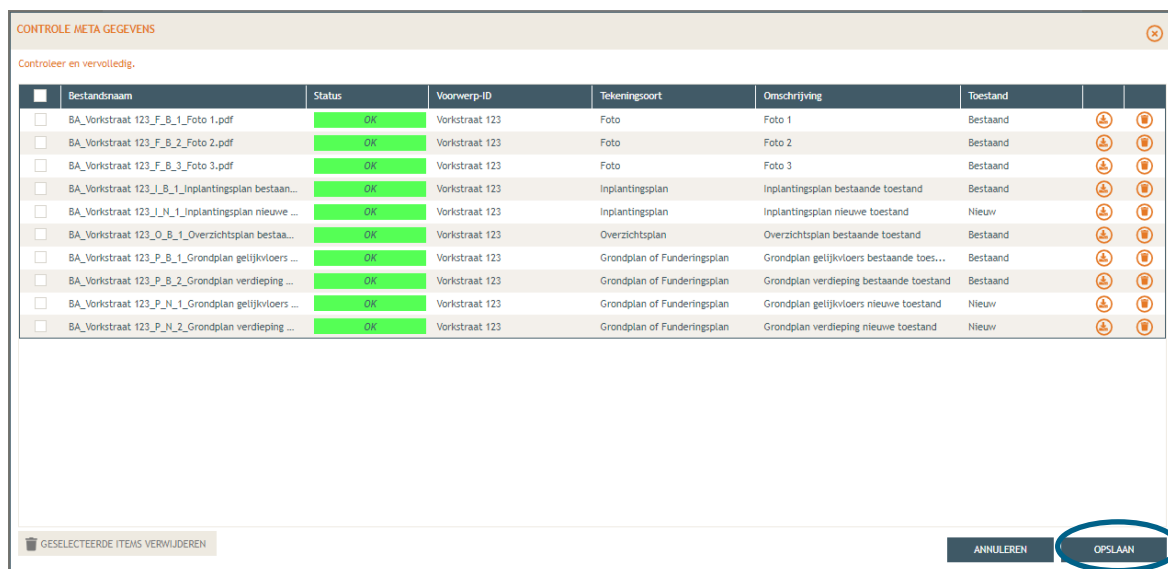 CONTROLE META GEGEVENS
Controleer en vervolledig.
Bestandsnaam Status Voorwerp-ID Tekeningsoort Omschrijving Toestand
BA_Vorkstraat 123_F_B_1_Foto 1.pdf OK Vorkstraat 123 Foto Foto 1 Bestaand
BA_Vorkstraat 123_F_B_2_Foto 2.pdf OK Vorkstraat 123 Foto Foto 2 Bestaand
BA_Vorkstraat 123_F_B_3_Foto 3.pdf OK Vorkstraat 123 Foto Foto 3 Bestaand
BA_Vorkstraat 123_I_B_1_Inplantingsplan bestaan... OK Vorkstraat 123 Inplantingsplan Inplantingsplan bestaande toestand Bestaand
BA_Vorkstraat 123_I_N_1_Inplantingsplan nieuwe ... OK Vorkstraat 123 Inplantingsplan Inplantingsplan nieuwe toestand Nieuw
BA_Vorkstraat 123_O_B_1_Overzichtsplan bestaa... OK Vorkstraat 123 Overzichtsplan Overzichtsplan bestaande toestand Bestaand
BA_Vorkstraat 123_P_B_1_Grondplan gelijkvloers ... OK Vorkstraat 123 Grondplan of Funderingsplan Grondplan gelijkvloers bestaande toes... Bestaand
BA_Vorkstraat 123_P_B_2_Grondplan verdieping ... OK Vorkstraat 123 Grondplan of Funderingsplan Grondplan verdieping bestaande toestand Bestaand
BA_Vorkstraat 123_P_N_1_Grondplan gelijkvloers ... OK Vorkstraat 123 Grondplan of Funderingsplan Grondplan gelijkvloers nieuwe toestand Nieuw
BA_Vorkstraat 123_P_N_2_Grondplan verdieping ... OK Vorkstraat 123 Grondplan of Funderingsplan Grondplan verdieping nieuwe toestand Nieuw
GESELECTEERDE ITEMS VERWIJDEREN
ANNULEREN OPSLAAN